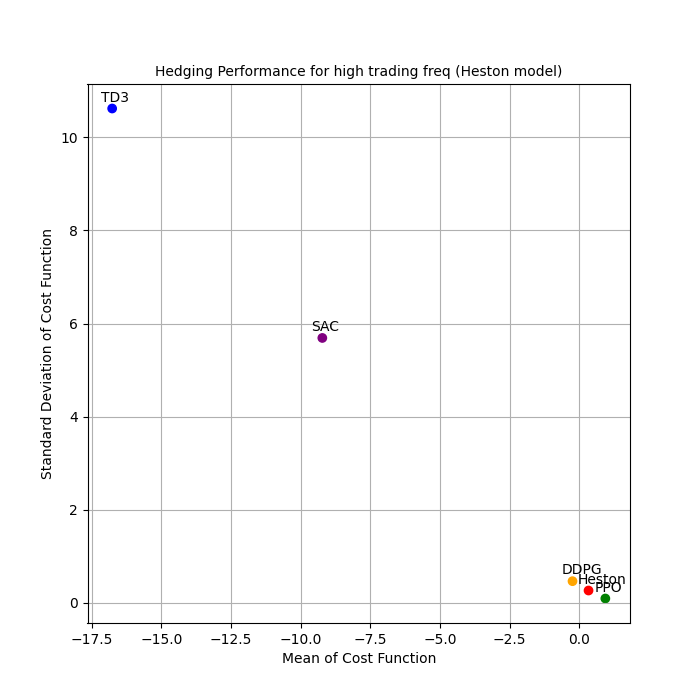 Hedging Performance for high trading freq (Heston model)
TD3
10
8
Standard Deviation of Cost Function
6
SAC
4
2
DDPG
Heston
PPO
0
−17.5 −15.0 −12.5 −10.0 −7.5 −5.0 −2.5 0.0
Mean of Cost Function